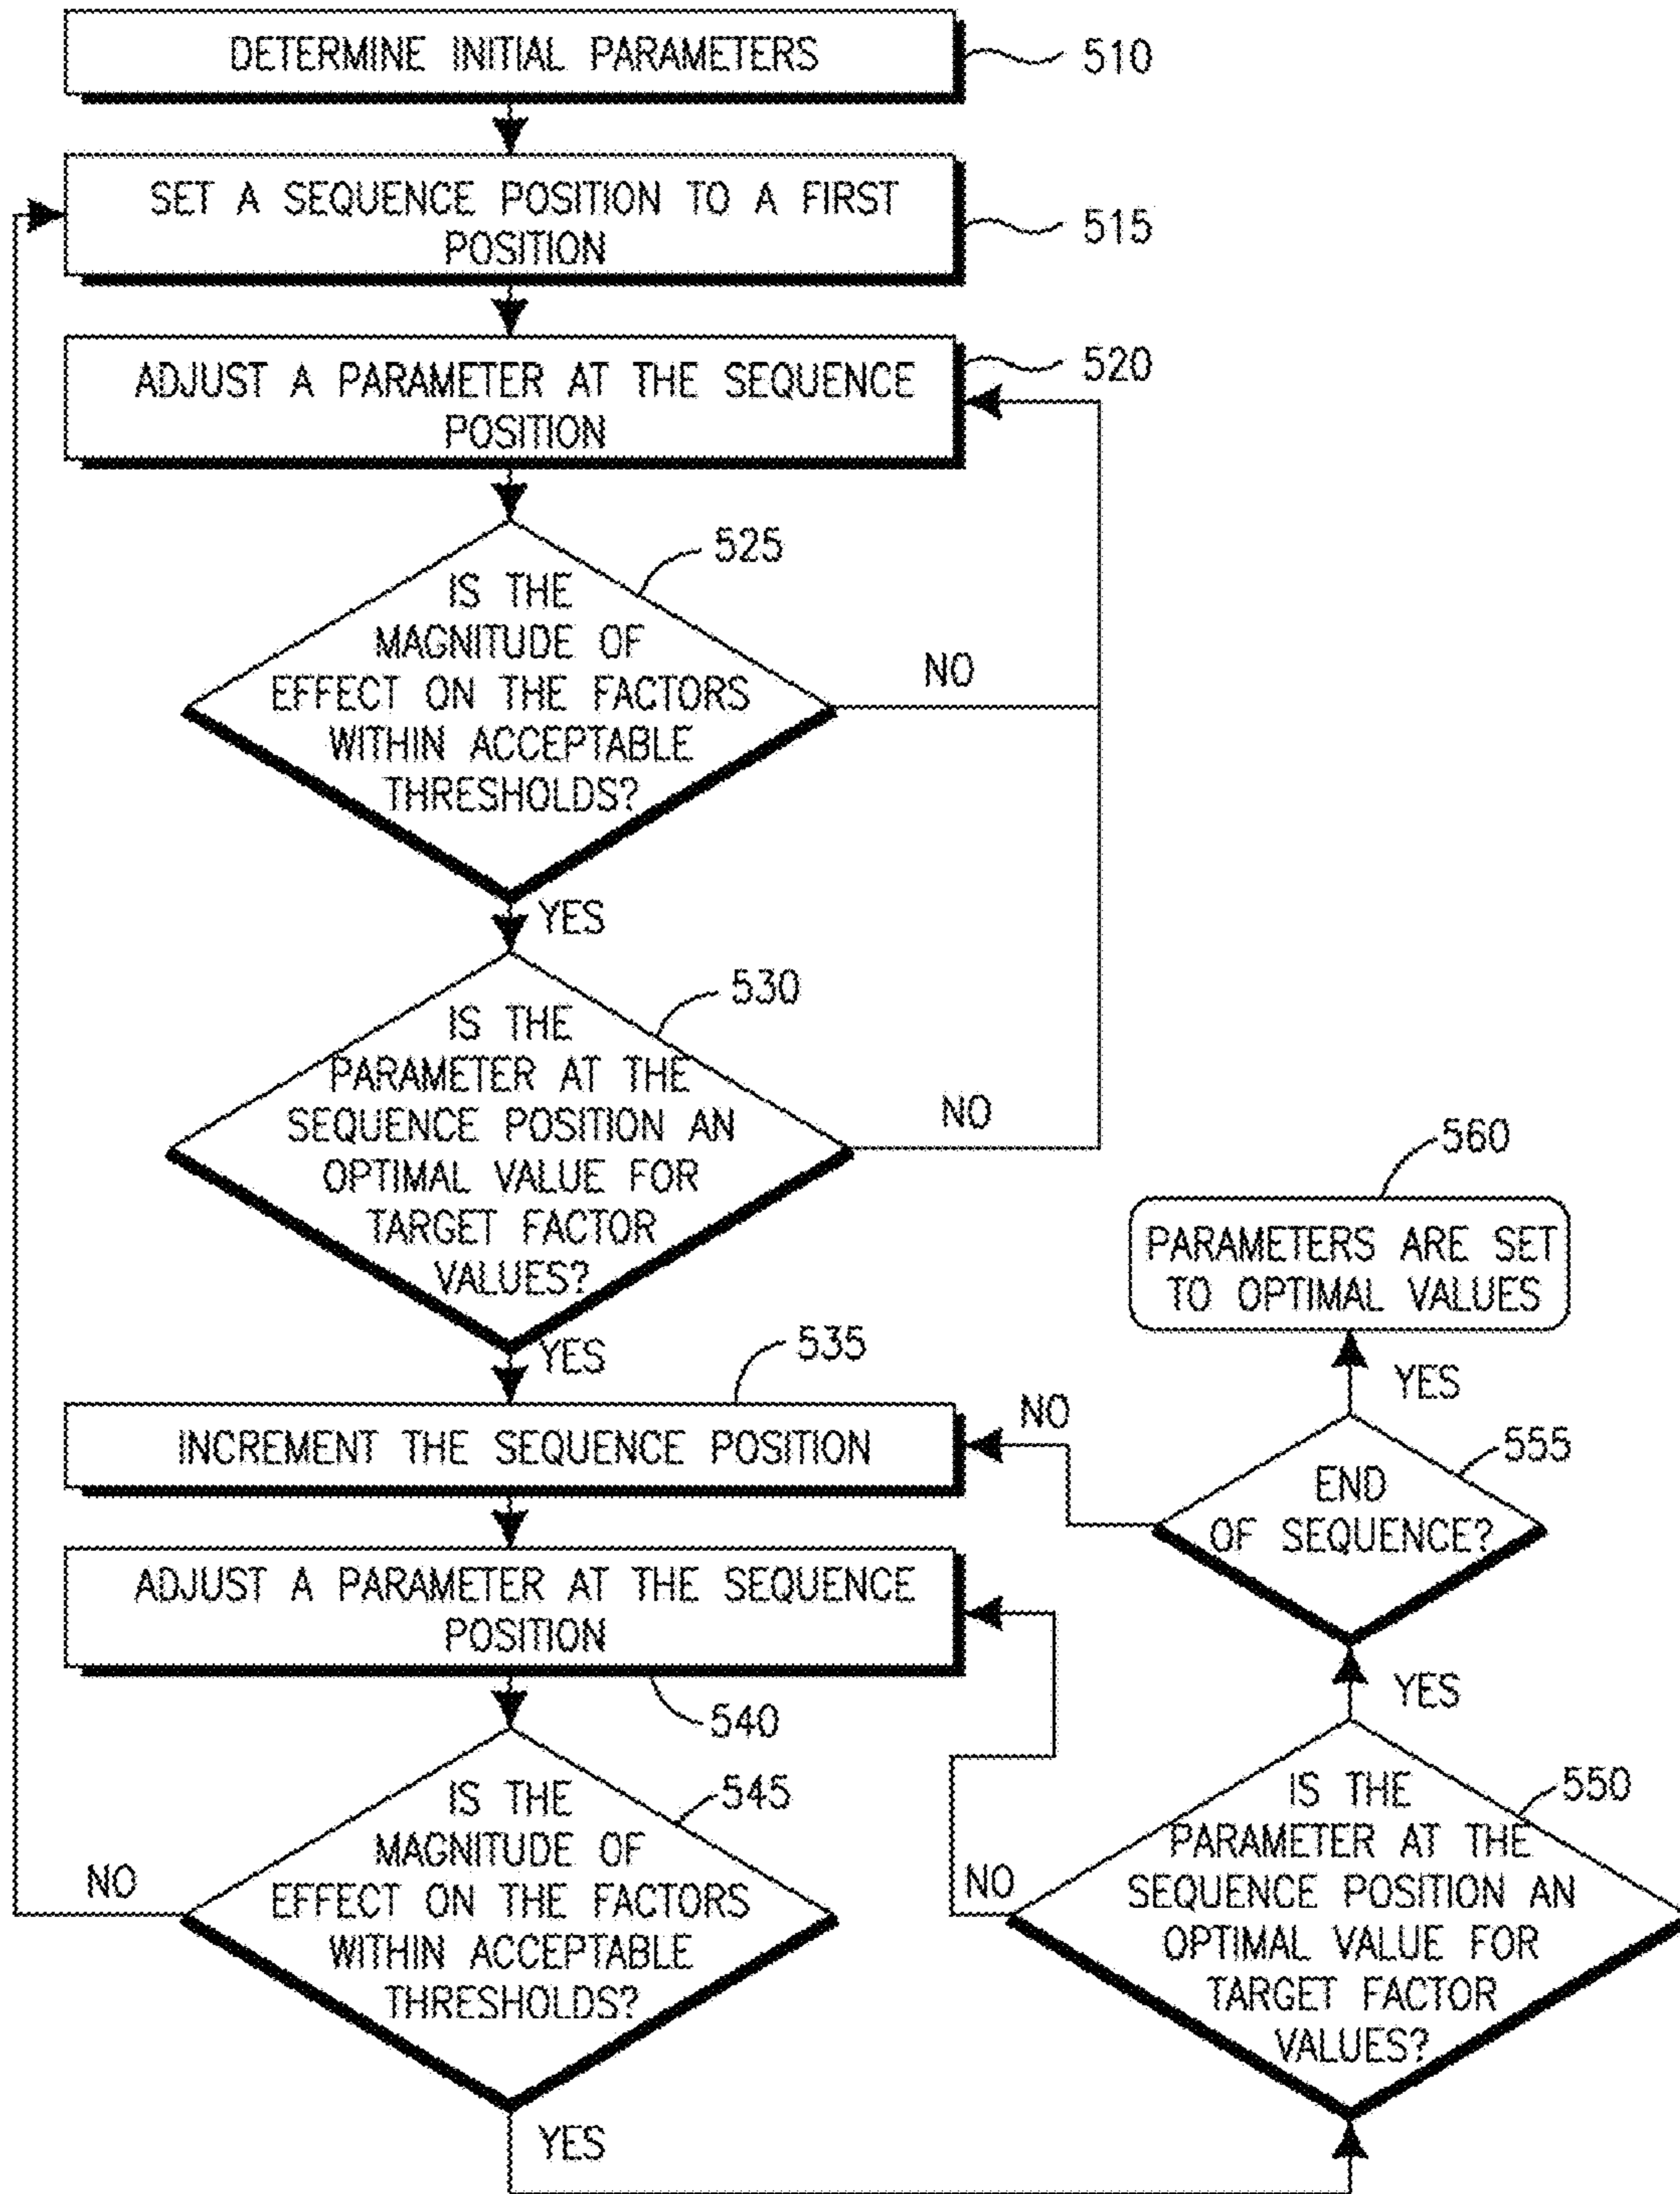 DETERMINE INITIAL PARAMETERS
510
SET A SEQUENCE POSITION TO A FIRST
POSITION
515
ADJUST A PARAMETER AT THE SEQUENCE
POSITION
520
525
IS THE
MAGNITUDE OF
EFFECT ON THE FACTORS
WITHIN ACCEPTABLE
THRESHOLDS?
NO
YES
530
IS THE
PARAMETER AT THE
SEQUENCE POSITION AN
OPTIMAL VALUE FOR
TARGET FACTOR
VALUES?
NO
YES
535
INCREMENT THE SEQUENCE POSITION
ADJUST A PARAMETER AT THE SEQUENCE
POSITION
540
545
IS THE
MAGNITUDE OF
EFFECT ON THE FACTORS
WITHIN ACCEPTABLE
THRESHOLDS?
NO
YES
550
IS THE
PARAMETER AT THE
SEQUENCE POSITION AN
OPTIMAL VALUE FOR
TARGET FACTOR
VALUES?
NO
YES
555
END
OF SEQUENCE?
NO
YES
560
PARAMETERS ARE SET
TO OPTIMAL VALUES